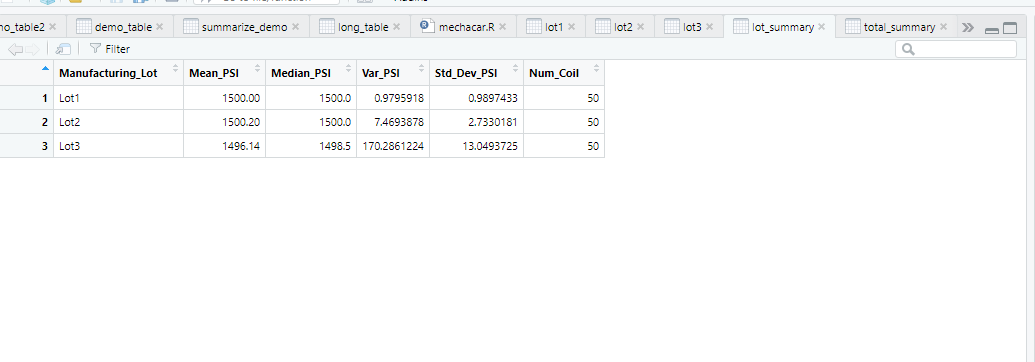 no_table2 demo_table summarize_demo long_table mechacar.R lot1 lot2 lot3 lot_summary total_summary
Filter
Manufacturing_Lot Mean_PSI Median_PSI Var_PSI Std_Dev_PSI Num_Coil
1 Lot1 1500.00 1500.0 0.9795918 0.9897433 50
2 Lot2 1500.20 1500.0 7.4693878 2.7330181 50
3 Lot3 1496.14 1498.5 170.2861224 13.0493725 50